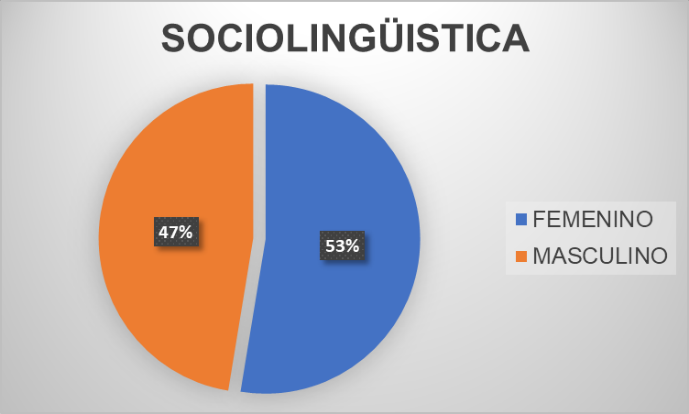 SOCIOLINGÜISTICA
47%
53%
FEMENINO
MASCULINO